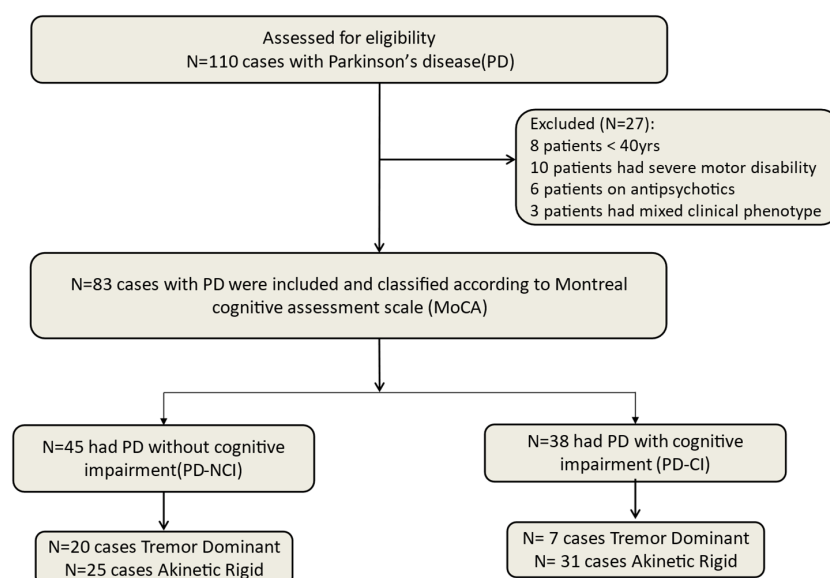 Assessed for eligibility
N=110 cases with Parkinson’s disease(PD)
Excluded (N=27):
8 patients < 40yrs
10 patients had severe motor disability
6 patients on antipsychotics
3 patients had mixed clinical phenotype
N=83 cases with PD were included and classified according to Montreal
cognitive assessment scale (MoCA)
N=45 had PD without cognitive
impairment(PD-NCI)
N=38 had PD with cognitive
impairment (PD-CI)
N=20 cases Tremor Dominant
N=25 cases Akinetic Rigid
N= 7 cases Tremor Dominant
N= 31 cases Akinetic Rigid